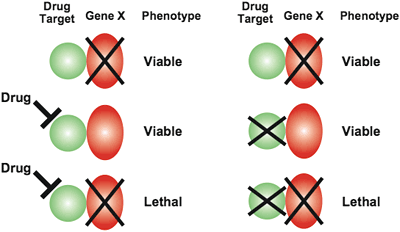 Drug Target Gene X Phenotype
Viable
Drug
Viable
Drug
Lethal
Drug Target Gene X Phenotype
Viable
Viable
Lethal